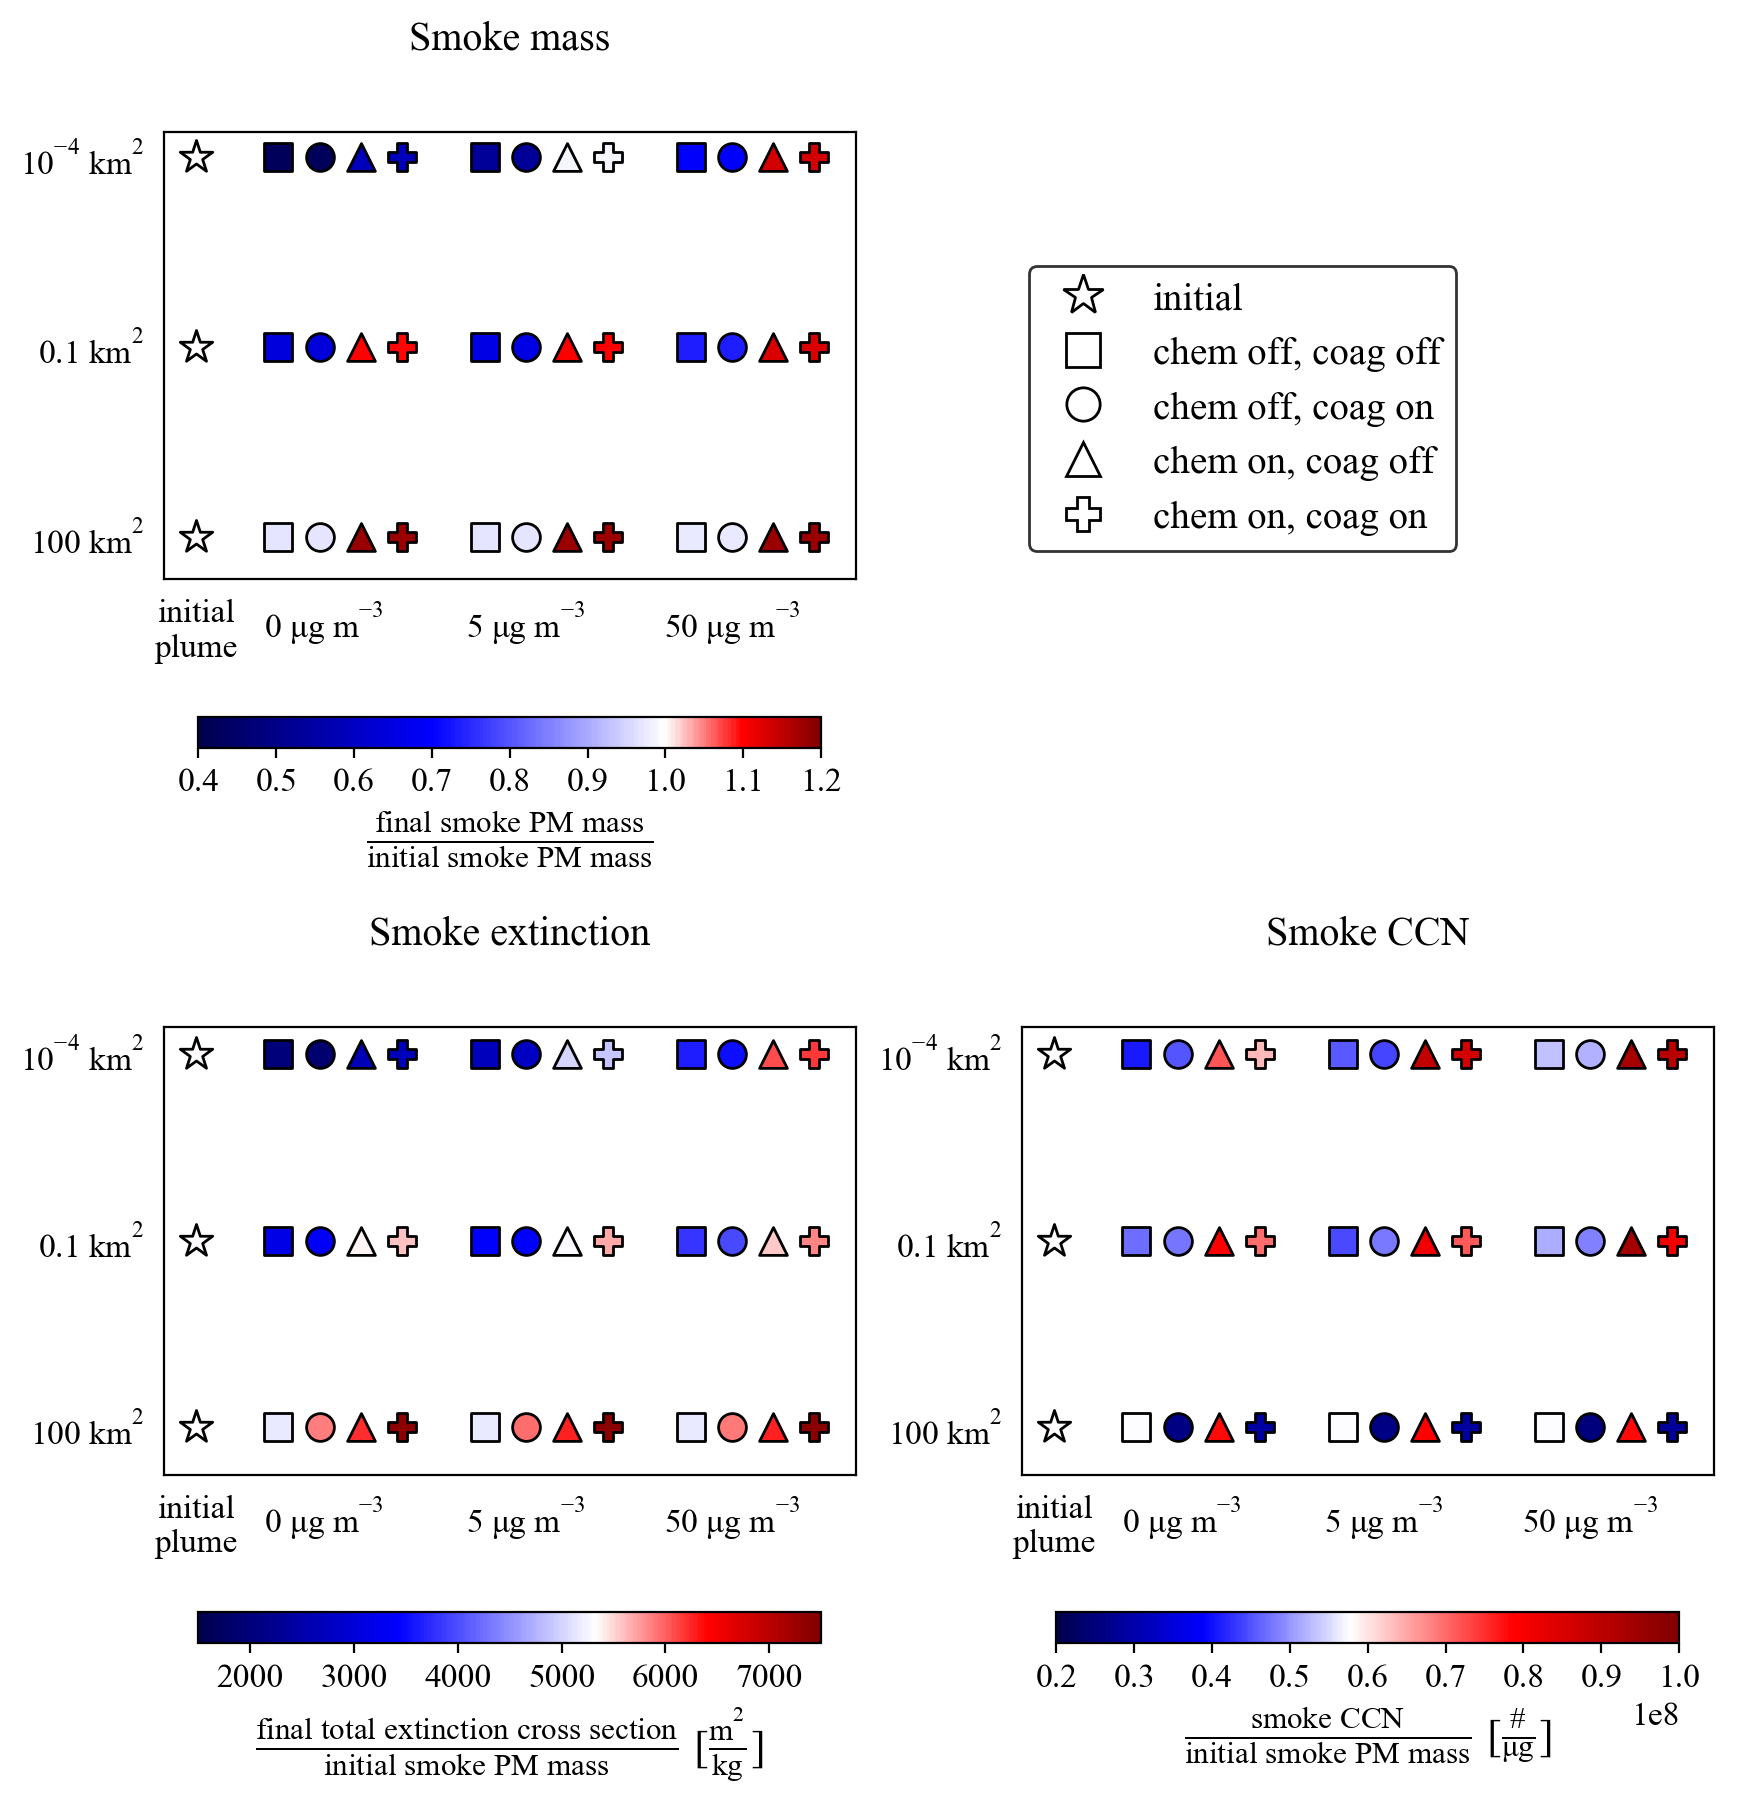 Smoke mass
10⁻⁴ km²
0.1 km²
100 km²
initial
plume
0 μg m⁻³
5 μg m⁻³
50 μg m⁻³
0.4 0.5 0.6 0.7 0.8 0.9 1.0 1.1 1.2
final smoke PM mass
initial smoke PM mass
initial
chem off, coag off
chem off, coag on
chem on, coag off
chem on, coag on
Smoke extinction
10⁻⁴ km²
0.1 km²
100 km²
initial
plume
0 μg m⁻³
5 μg m⁻³
50 μg m⁻³
2000 3000 4000 5000 6000 7000
final total extinction cross section
initial smoke PM mass
[m²/kg]
Smoke CCN
10⁻⁴ km²
0.1 km²
100 km²
initial
plume
0 μg m⁻³
5 μg m⁻³
50 μg m⁻³
0.2 0.3 0.4 0.5 0.6 0.7 0.8 0.9 1.0
1e8
smoke CCN
initial smoke PM mass
[#/μg]